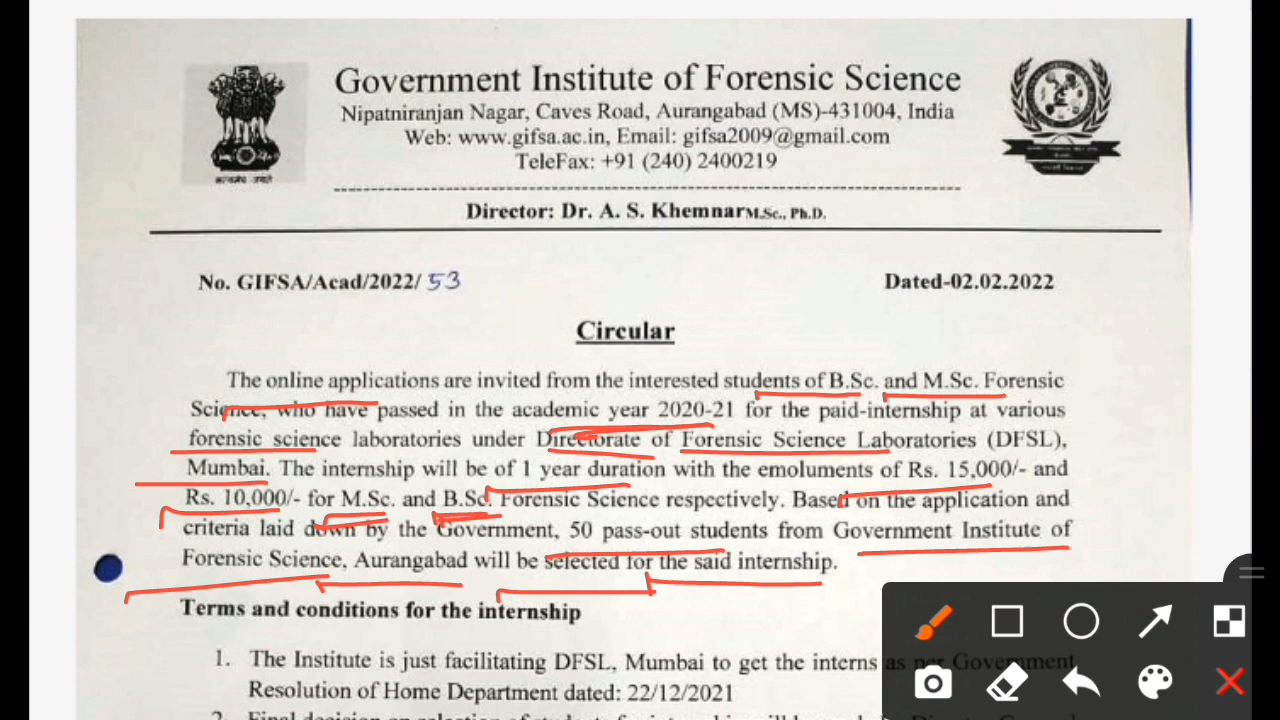 Government Institute of Forensic Science
Nipatniranjan Nagar, Caves Road, Aurangabad (MS)-431004, India
Web: www.gifsa.ac.in, Email: gifsa2009@gmail.com
TeleFax: +91 (240) 2400219
Director: Dr. A. S. Khemnar M.Sc., Ph.D.
सत्यमेव जयते
No. GIFSA/Acad/2022/ 53 Dated-02.02.2022
Circular
The online applications are invited from the interested students of B.Sc. and M.Sc. Forensic
Science, who have passed in the academic year 2020-21 for the paid-internship at various
forensic science laboratories under Directorate of Forensic Science Laboratories (DFSL),
Mumbai. The internship will be of 1 year duration with the emoluments of Rs. 15,000/- and
Rs. 10,000/- for M.Sc. and B.Sc. Forensic Science respectively. Based on the application and
criteria laid down by the Government, 50 pass-out students from Government Institute of
Forensic Science, Aurangabad will be selected for the said internship.
Terms and conditions for the internship
1. The Institute is just facilitating DFSL, Mumbai to get the interns as per Government
Resolution of Home Department dated: 22/12/2021